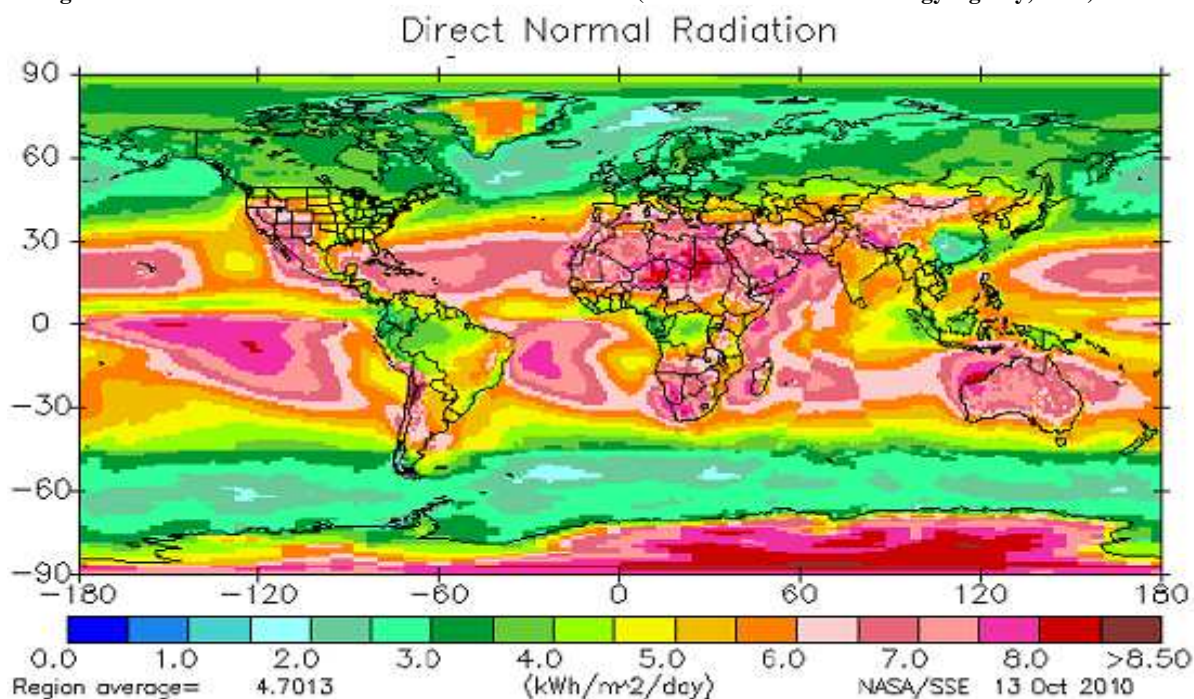 Direct Normal Radiation
90
60
30
0
-30
-60
-90
-180 -120 -60 0 60 120 180
0.0 1.0 2.0 3.0 4.0 5.0 6.0 7.0 8.0 >8.50
Region average= 4.7013 (kWh/m^2/day) NASA/SSE 13 Oct 2010